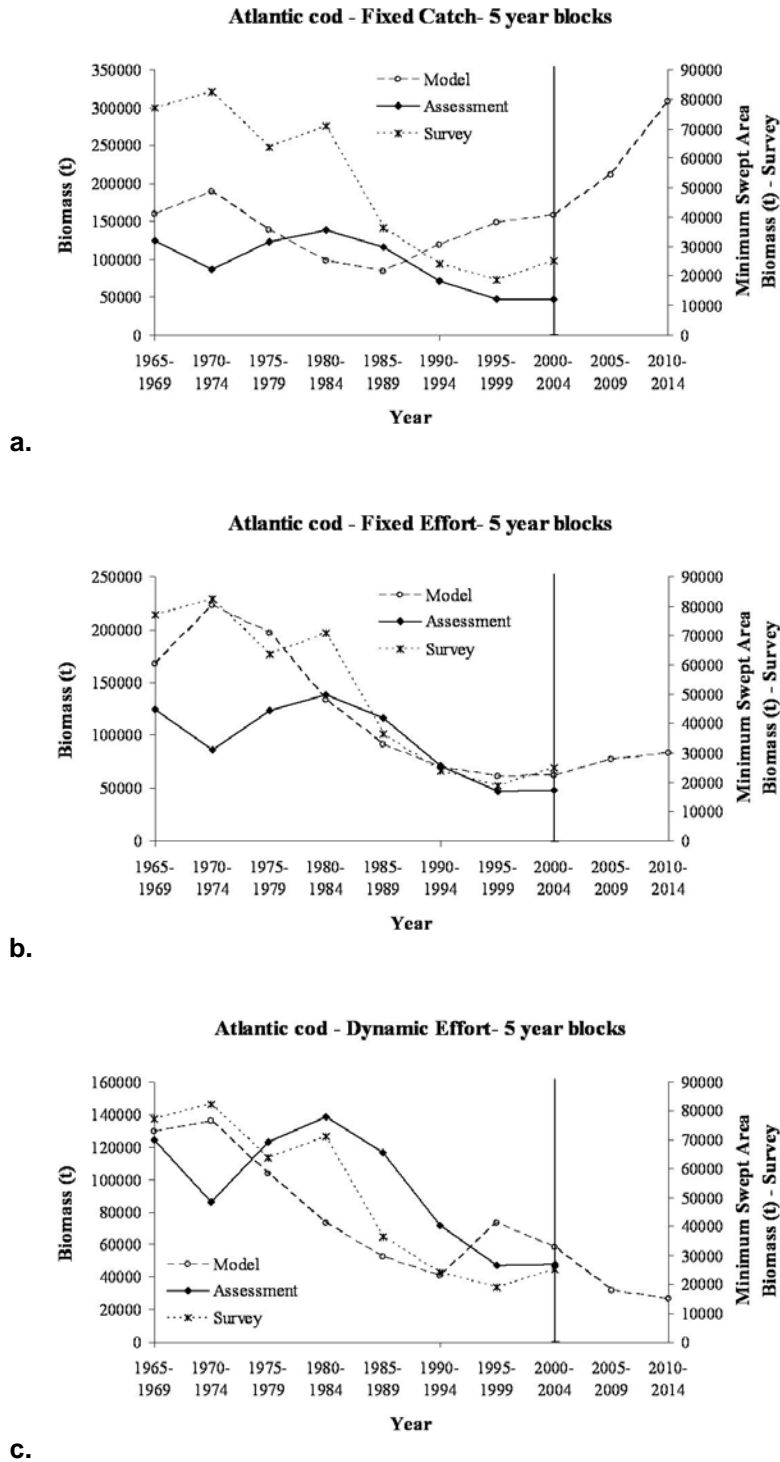 Atlantic cod - Fixed Catch- 5 year blocks
350000
300000
250000
200000
150000
100000
50000
0
Biomass (t)
Model
Assessment
Survey
90000
80000
70000
60000
50000
40000
30000
20000
10000
0
Minimum Swept Area
Biomass (t) - Survey
1965- 1970- 1975- 1980- 1985- 1990- 1995- 2000- 2005- 2010-
1969 1974 1979 1984 1989 1994 1999 2004 2009 2014
Year
a.
Atlantic cod - Fixed Effort- 5 year blocks
250000
200000
150000
100000
50000
0
Biomass (t)
Model
Assessment
Survey
90000
80000
70000
60000
50000
40000
30000
20000
10000
0
Minimum Swept Area
Biomass (t) - Survey
1965- 1970- 1975- 1980- 1985- 1990- 1995- 2000- 2005- 2010-
1969 1974 1979 1984 1989 1994 1999 2004 2009 2014
Year
b.
Atlantic cod - Dynamic Effort- 5 year blocks
160000
140000
120000
100000
80000
60000
40000
20000
0
Biomass (t)
Model
Assessment
Survey
90000
80000
70000
60000
50000
40000
30000
20000
10000
0
Minimum Swept Area
Biomass (t) - Survey
1965- 1970- 1975- 1980- 1985- 1990- 1995- 2000- 2005- 2010-
1969 1974 1979 1984 1989 1994 1999 2004 2009 2014
Year
c.